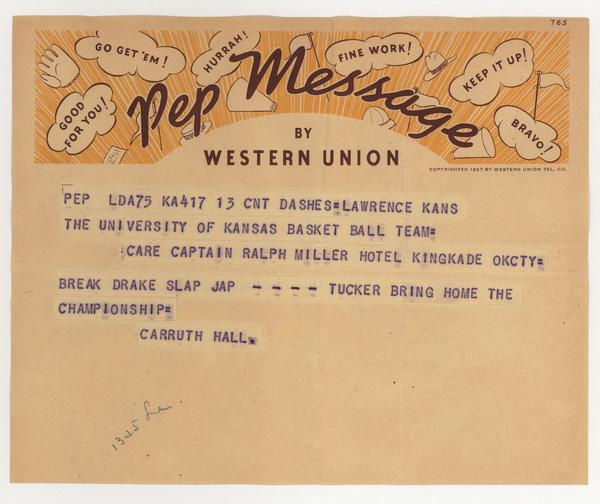 765
GO GET 'EM!
HURRAH!
FINE WORK!
KEEP IT UP!
GOOD FOR YOU!
BRAVO!
Pep Message
BY
WESTERN UNION
COPYRIGHTED 1937 BY WESTERN UNION TEL. CO.
PEP LDA75 KA417 13 CNT DASHES=LAWRENCE KANS
THE UNIVERSITY OF KANSAS BASKET BALL TEAM=
:CARE CAPTAIN RALPH MILLER HOTEL KINGKADE OKCTY=
BREAK DRAKE SLAP JAP - - - - TUCKER BRING HOME THE
CHAMPIONSHIP=
CARRUTH HALL.
1345 La